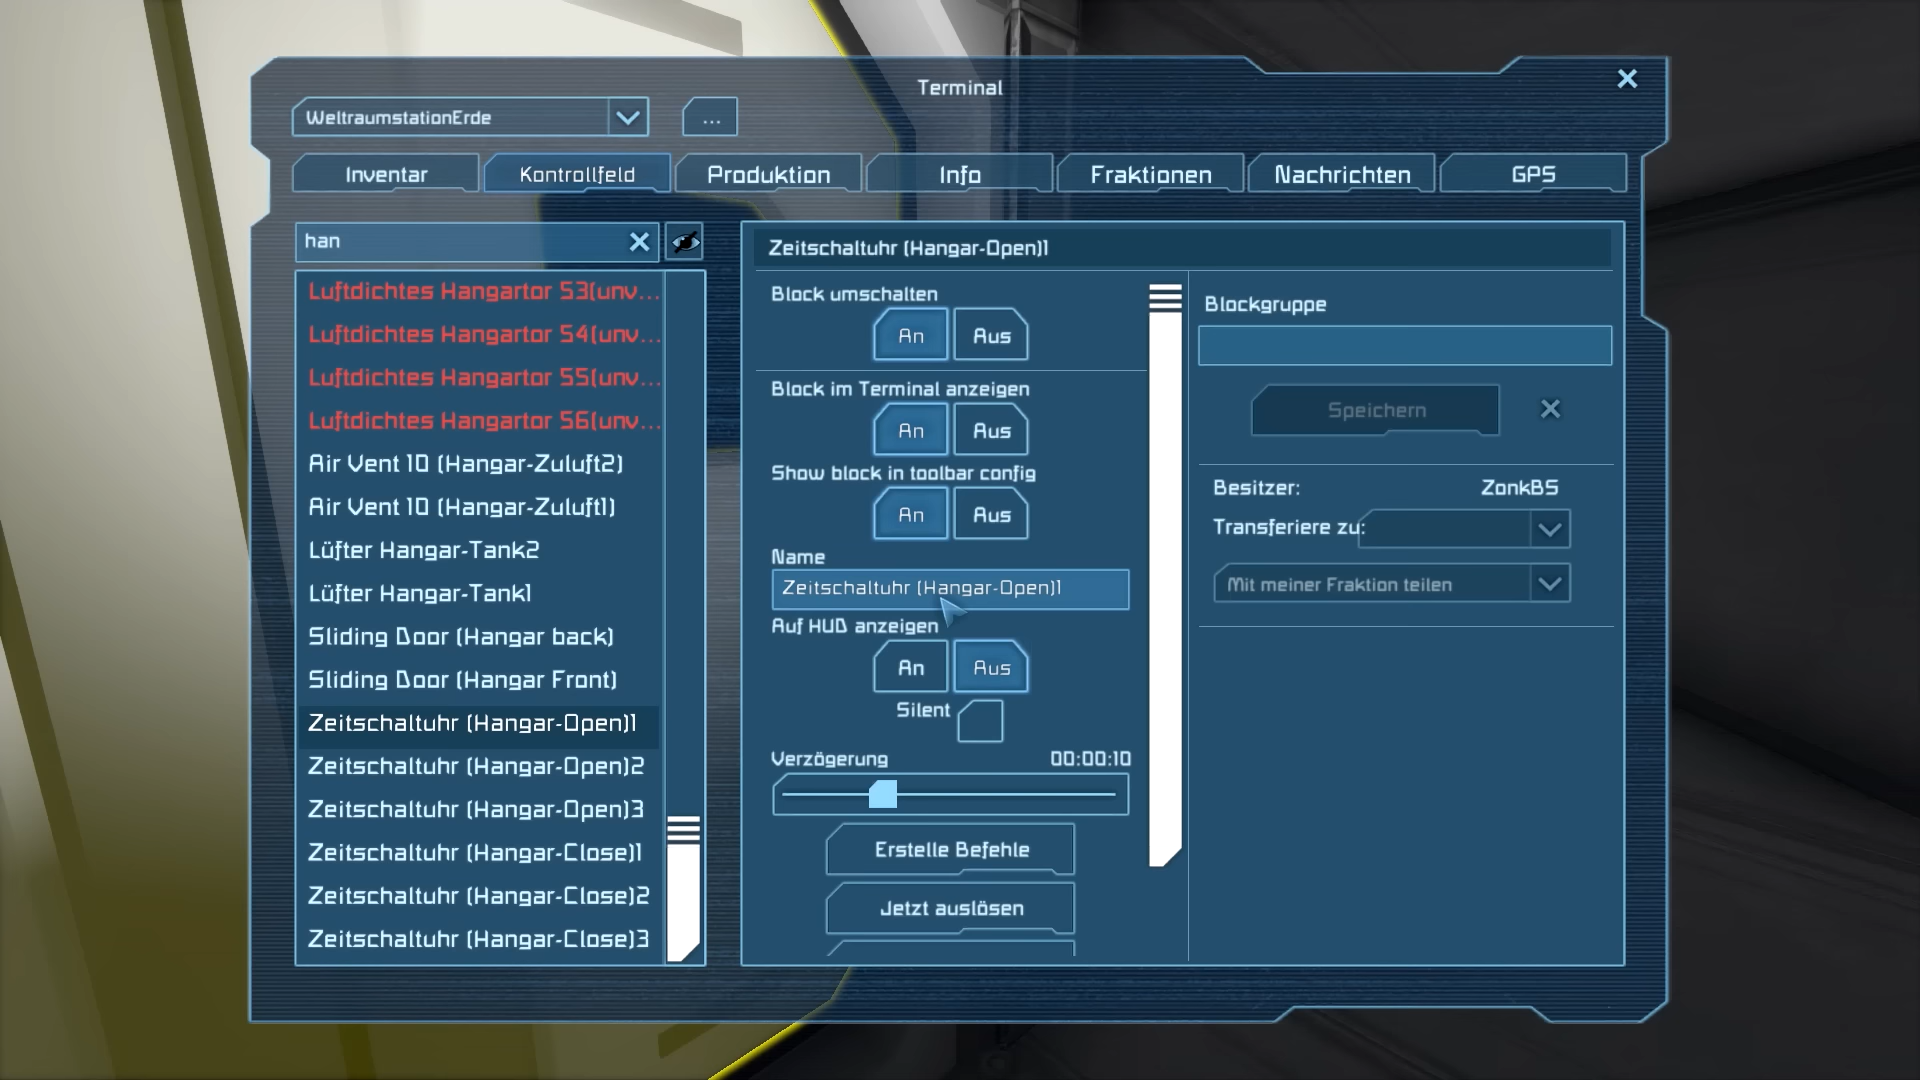 Terminal
WeltraumstationErde
...
Inventar
Kontrollfeld
Produktion
Info
Fraktionen
Nachrichten
GPS
han
Luftdichtes Hangartor 53(unv...
Luftdichtes Hangartor 54(unv...
Luftdichtes Hangartor 55(unv...
Luftdichtes Hangartor 56(unv...
Air Vent 10 (Hangar-Zuluft2)
Air Vent 10 (Hangar-Zuluft1)
Lüfter Hangar-Tank2
Lüfter Hangar-Tank1
Sliding Door (Hangar back)
Sliding Door (Hangar Front)
Zeitschaltuhr (Hangar-Open)1
Zeitschaltuhr (Hangar-Open)2
Zeitschaltuhr (Hangar-Open)3
Zeitschaltuhr (Hangar-Close)1
Zeitschaltuhr (Hangar-Close)2
Zeitschaltuhr (Hangar-Close)3
Zeitschaltuhr (Hangar-Open)1
Block umschalten
An Aus
Block im Terminal anzeigen
An Aus
Show block in toolbar config
An Aus
Name
Zeitschaltuhr (Hangar-Open)1
Auf HUD anzeigen
An Aus
Silent
Verzögerung 00:00:10
Erstelle Befehle
Jetzt auslösen
Blockgruppe
Speichern
Besitzer: ZonkBS
Transferiere zu:
Mit meiner Fraktion teilen